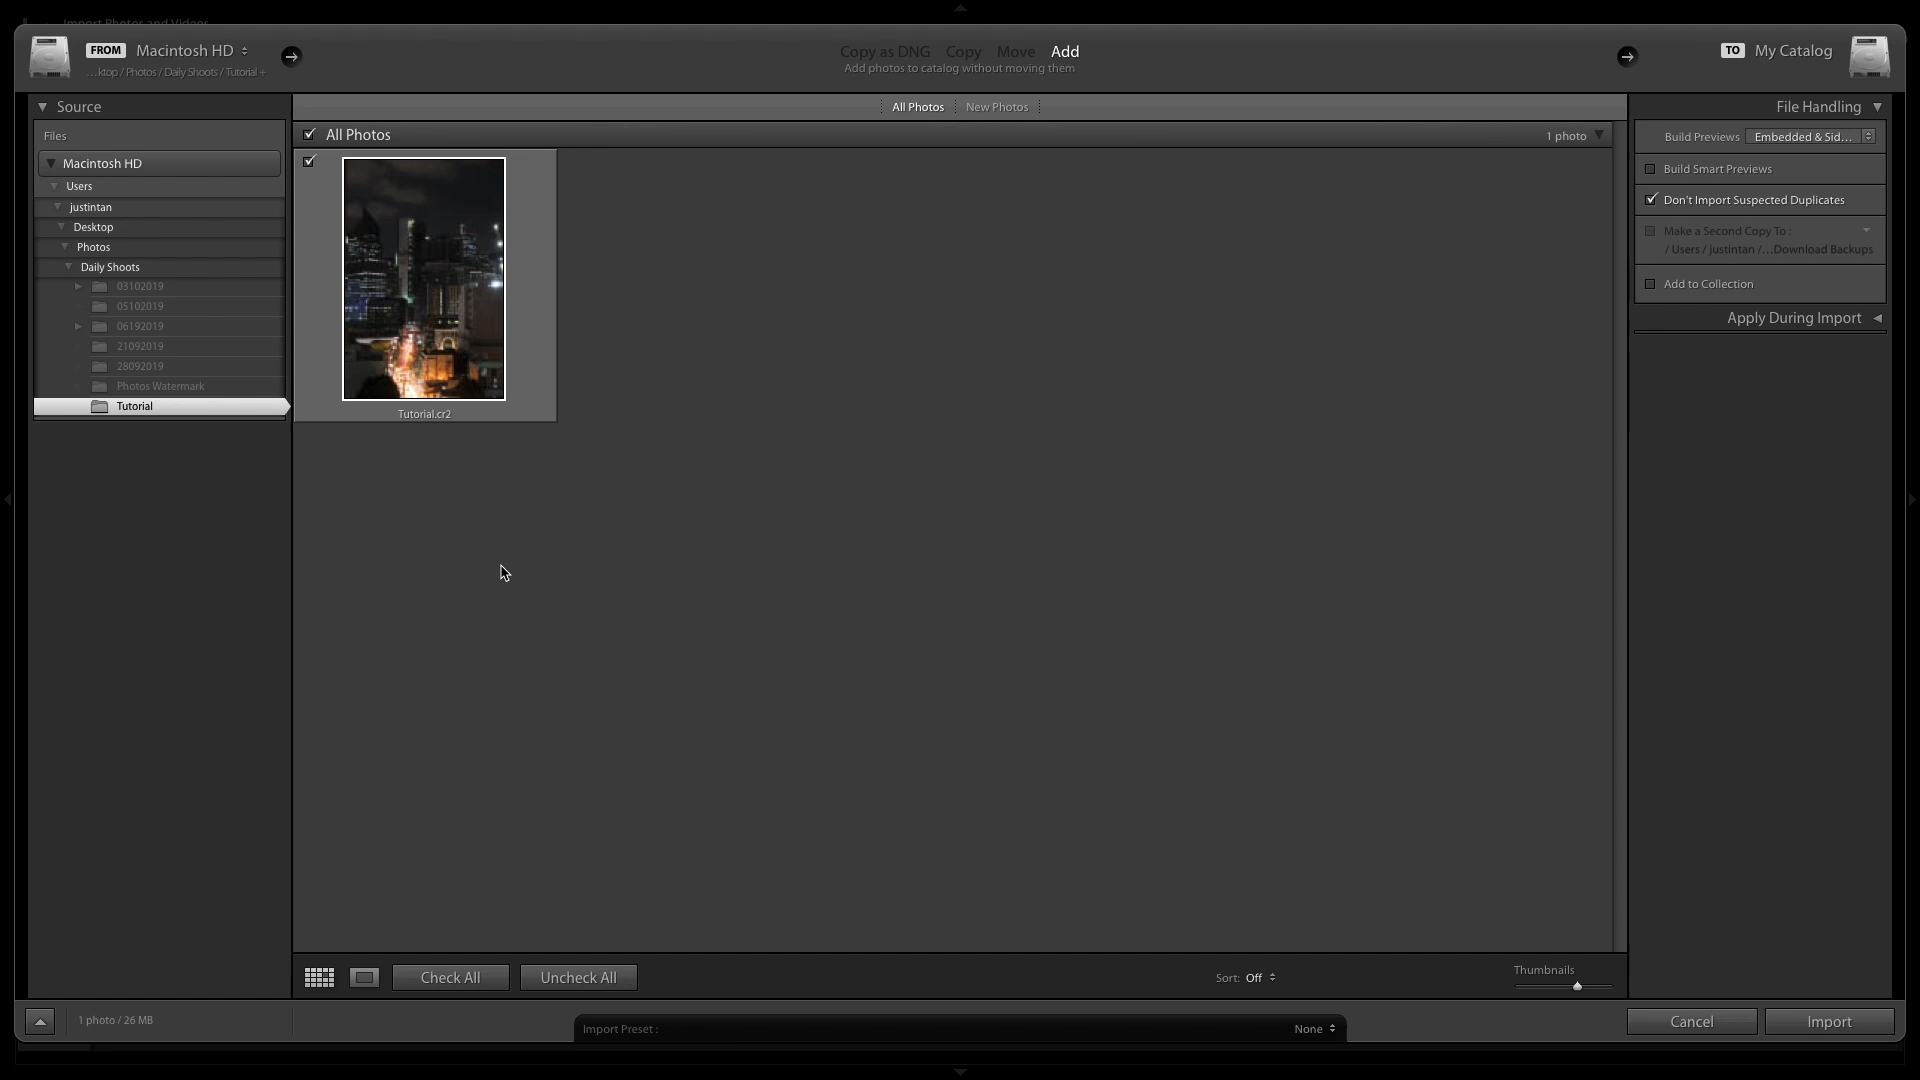 Import Photos and Videos
FROM Macintosh HD
…ktop / Photos / Daily Shoots / Tutorial +
Copy as DNG Copy Move Add
Add photos to catalog without moving them
TO My Catalog
Source
Files
Macintosh HD
Users
justintan
Desktop
Photos
Daily Shoots
03102019
05102019
06192019
21092019
28092019
Photos Watermark
Tutorial
All Photos New Photos
All Photos
1 photo
Tutorial.cr2
File Handling
Build Previews Embedded & Sid…
Build Smart Previews
Don't Import Suspected Duplicates
Make a Second Copy To :
/ Users / justintan /…Download Backups
Add to Collection
Apply During Import
Check All Uncheck All
Sort: Off
Thumbnails
1 photo / 26 MB
Import Preset : None
Cancel Import